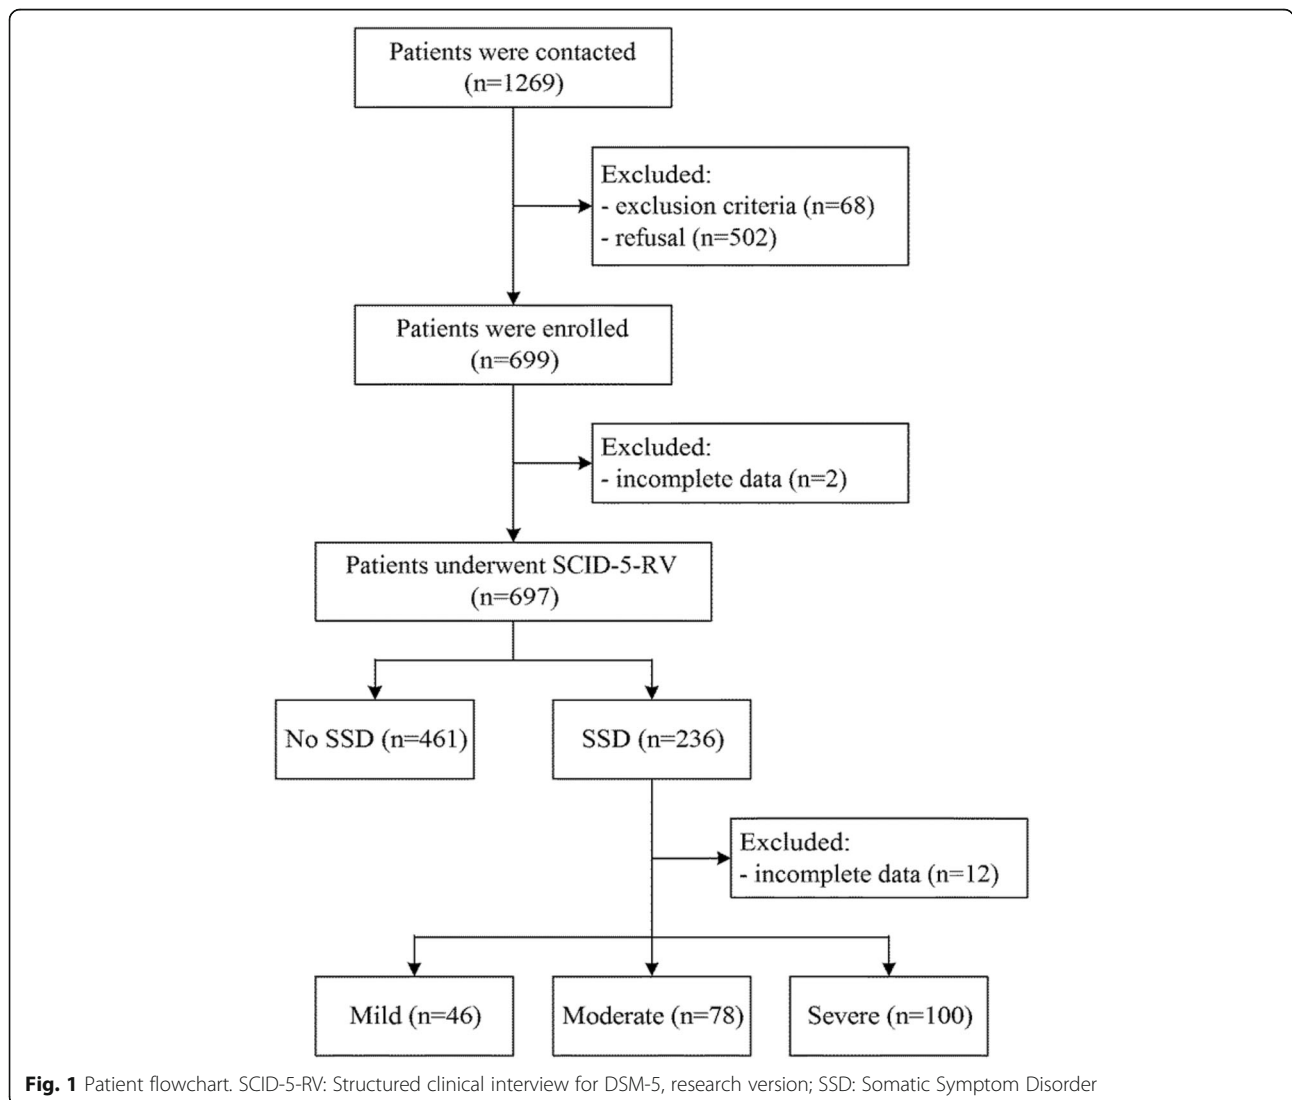 Patients were contacted
(n=1269)
Excluded:
- exclusion criteria (n=68)
- refusal (n=502)
Patients were enrolled
(n=699)
Excluded:
- incomplete data (n=2)
Patients underwent SCID-5-RV
(n=697)
No SSD (n=461)
SSD (n=236)
Excluded:
- incomplete data (n=12)
Mild (n=46)
Moderate (n=78)
Severe (n=100)
Fig. 1 Patient flowchart. SCID-5-RV: Structured clinical interview for DSM-5, research version; SSD: Somatic Symptom Disorder